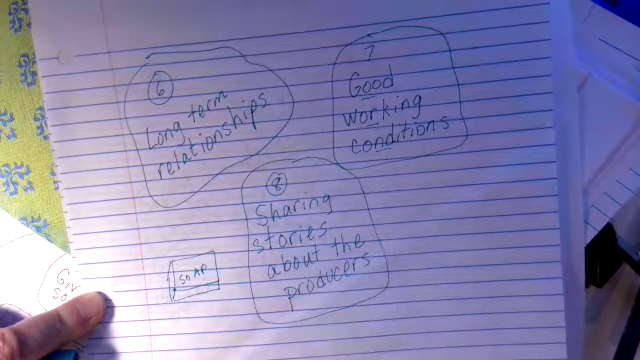 6
Long term
relationships
7
Good
working
conditions
8
Sharing
stories
about the
producers
SOAP